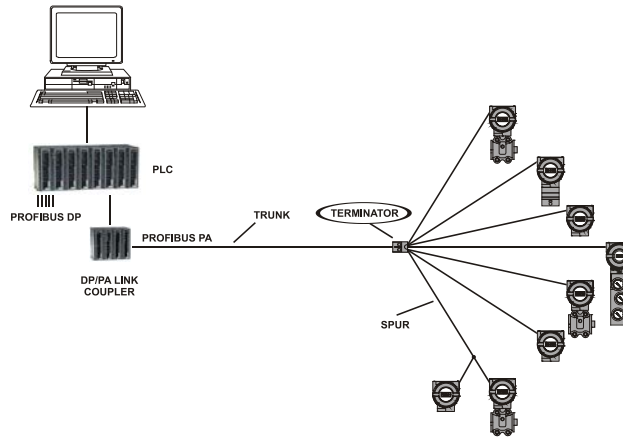 PLC
PROFIBUS DP
TRUNK
TERMINATOR
PROFIBUS PA
DP/PA LINK
COUPLER
SPUR